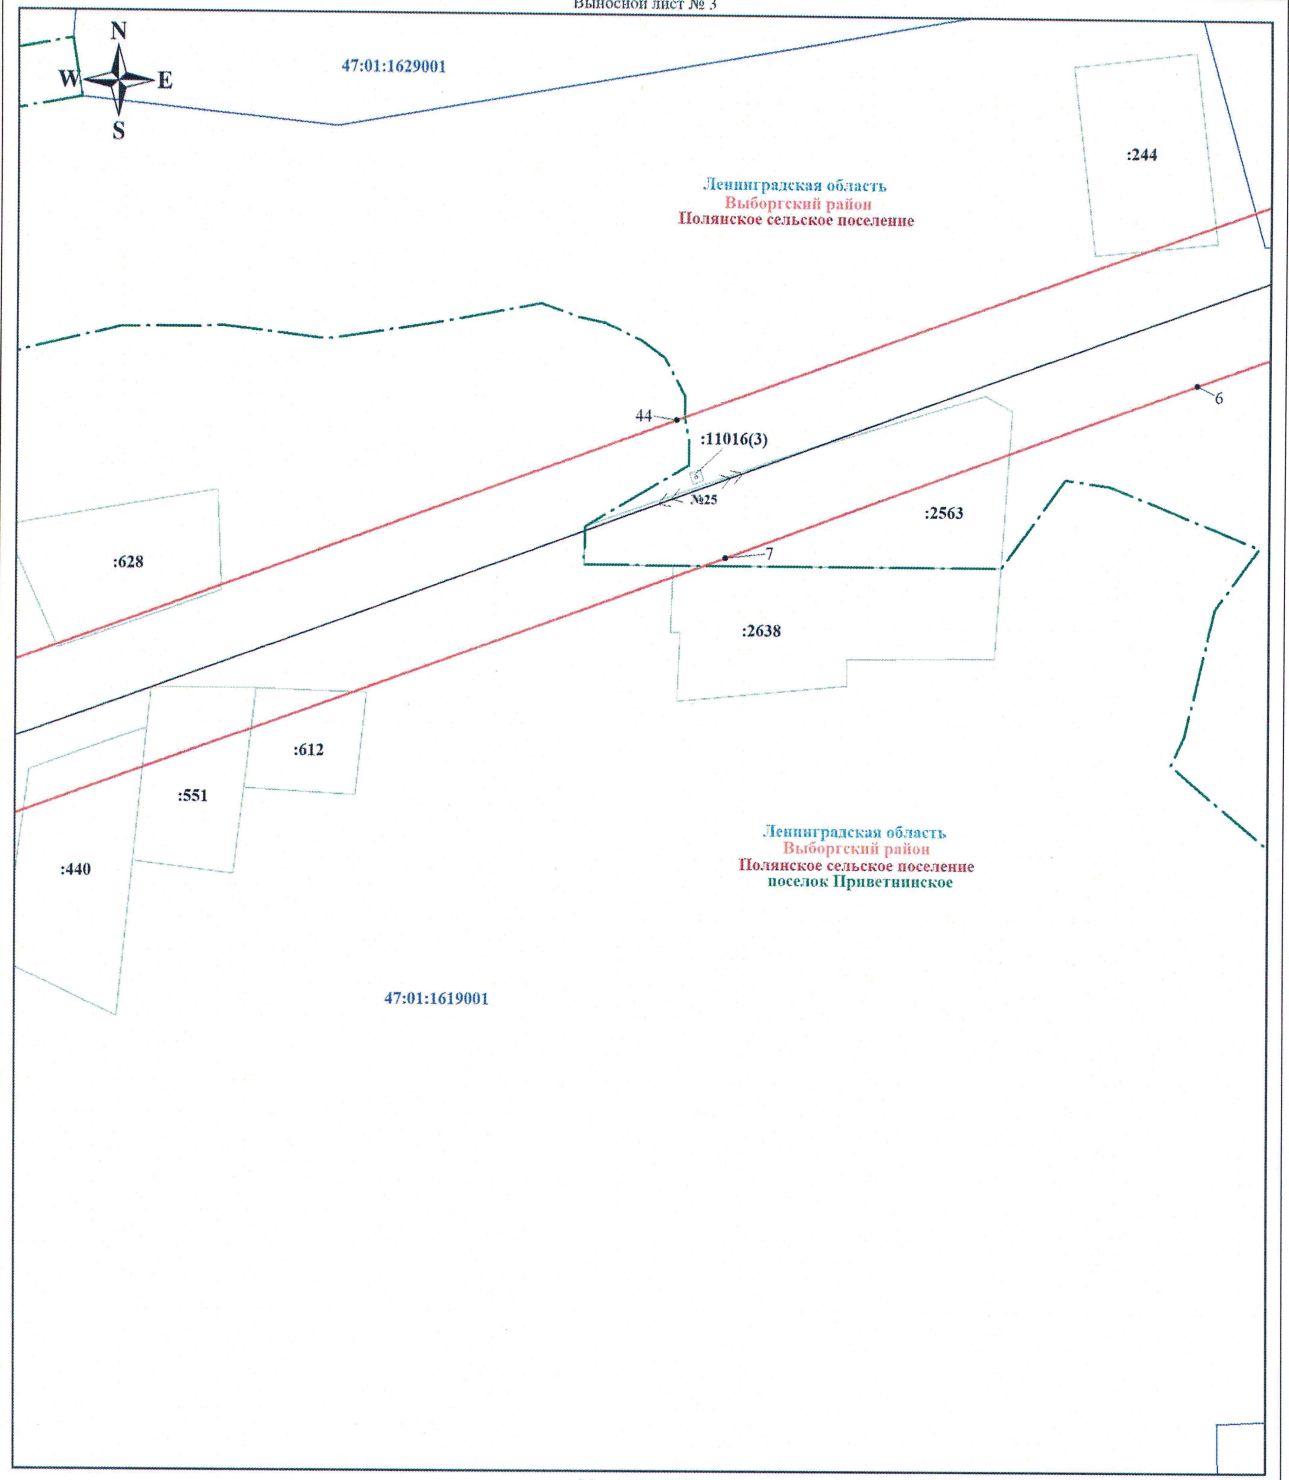 Выносной лист № 3
N
W E
S
47:01:1629001
:244
Ленинградская область
Выборгский район
Полянское сельское поселение
6
44
:11016(3)
№25
:2563
7
:628
:2638
:612
:551
:440
Ленинградская область
Выборгский район
Полянское сельское поселение
поселок Приветнинское
47:01:1619001